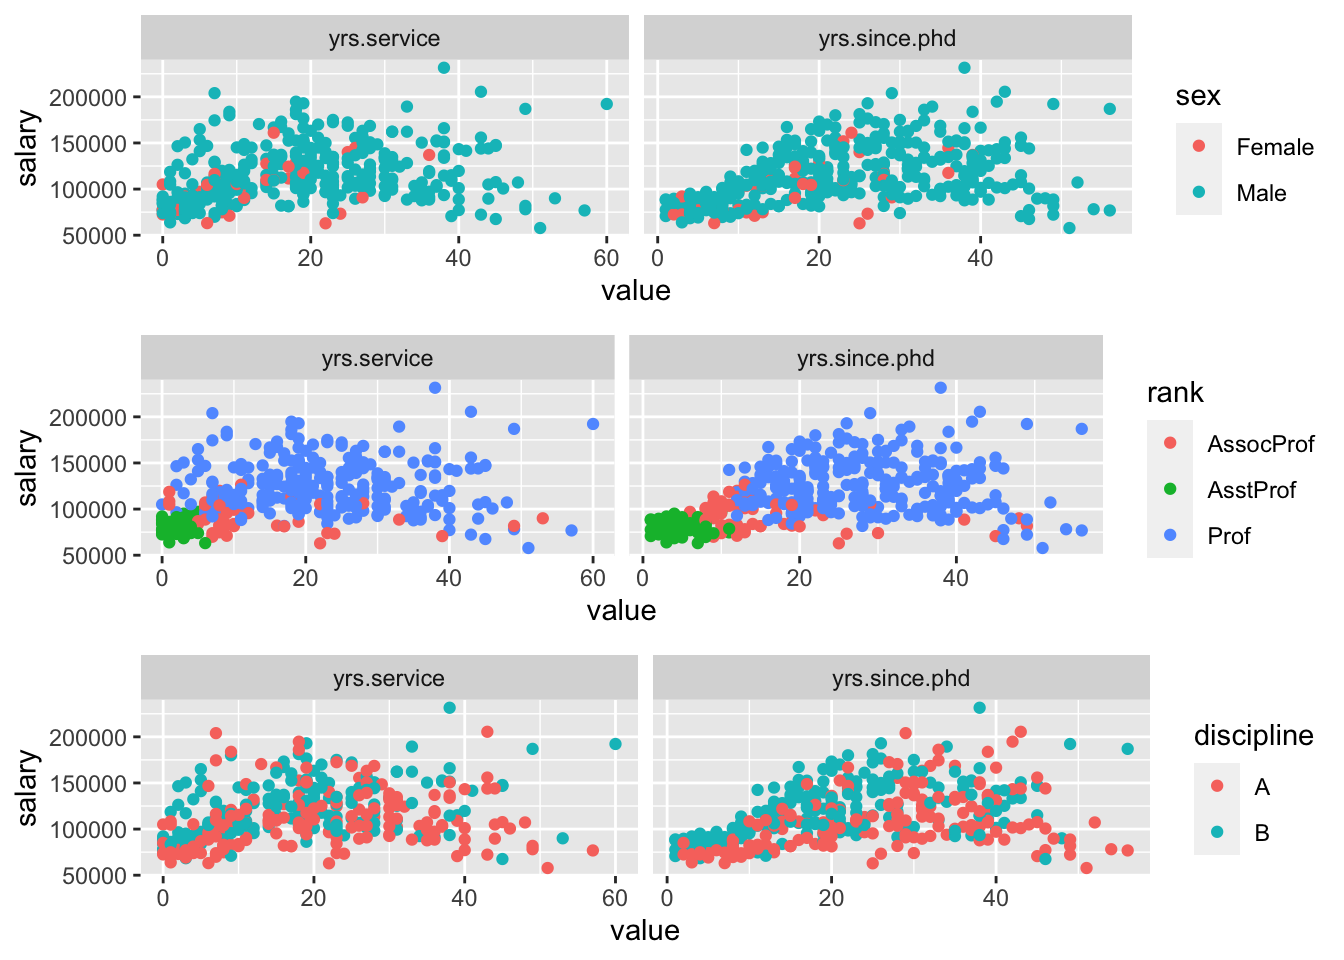 yrs.service yrs.since.phd
salary
200000
150000
100000
50000
0 20 40 60 0 20 40
value
sex
Female
Male
yrs.service yrs.since.phd
salary
200000
150000
100000
50000
0 20 40 60 0 20 40
value
rank
AssocProf
AsstProf
Prof
yrs.service yrs.since.phd
salary
200000
150000
100000
50000
0 20 40 60 0 20 40
value
discipline
A
B